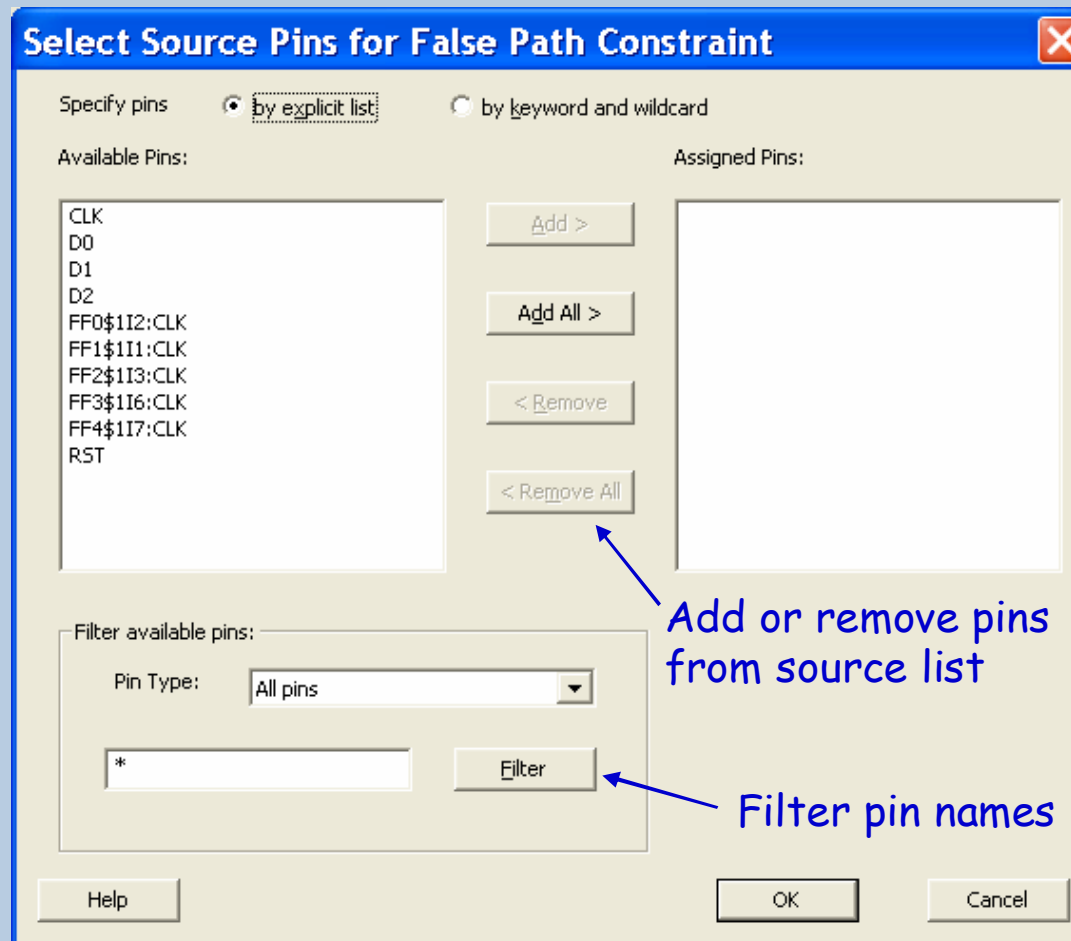 Select Source Pins for False Path Constraint
Specify pins by explicit list by keyword and wildcard
Available Pins: Assigned Pins:
CLK
D0
D1
D2
FF0$1I2:CLK
FF1$1I1:CLK
FF2$1I3:CLK
FF3$1I6:CLK
FF4$1I7:CLK
RST
Add >
Add All >
< Remove
< Remove All
Add or remove pins
from source list
Filter available pins:
Pin Type: All pins
* Filter
Filter pin names
Help OK Cancel